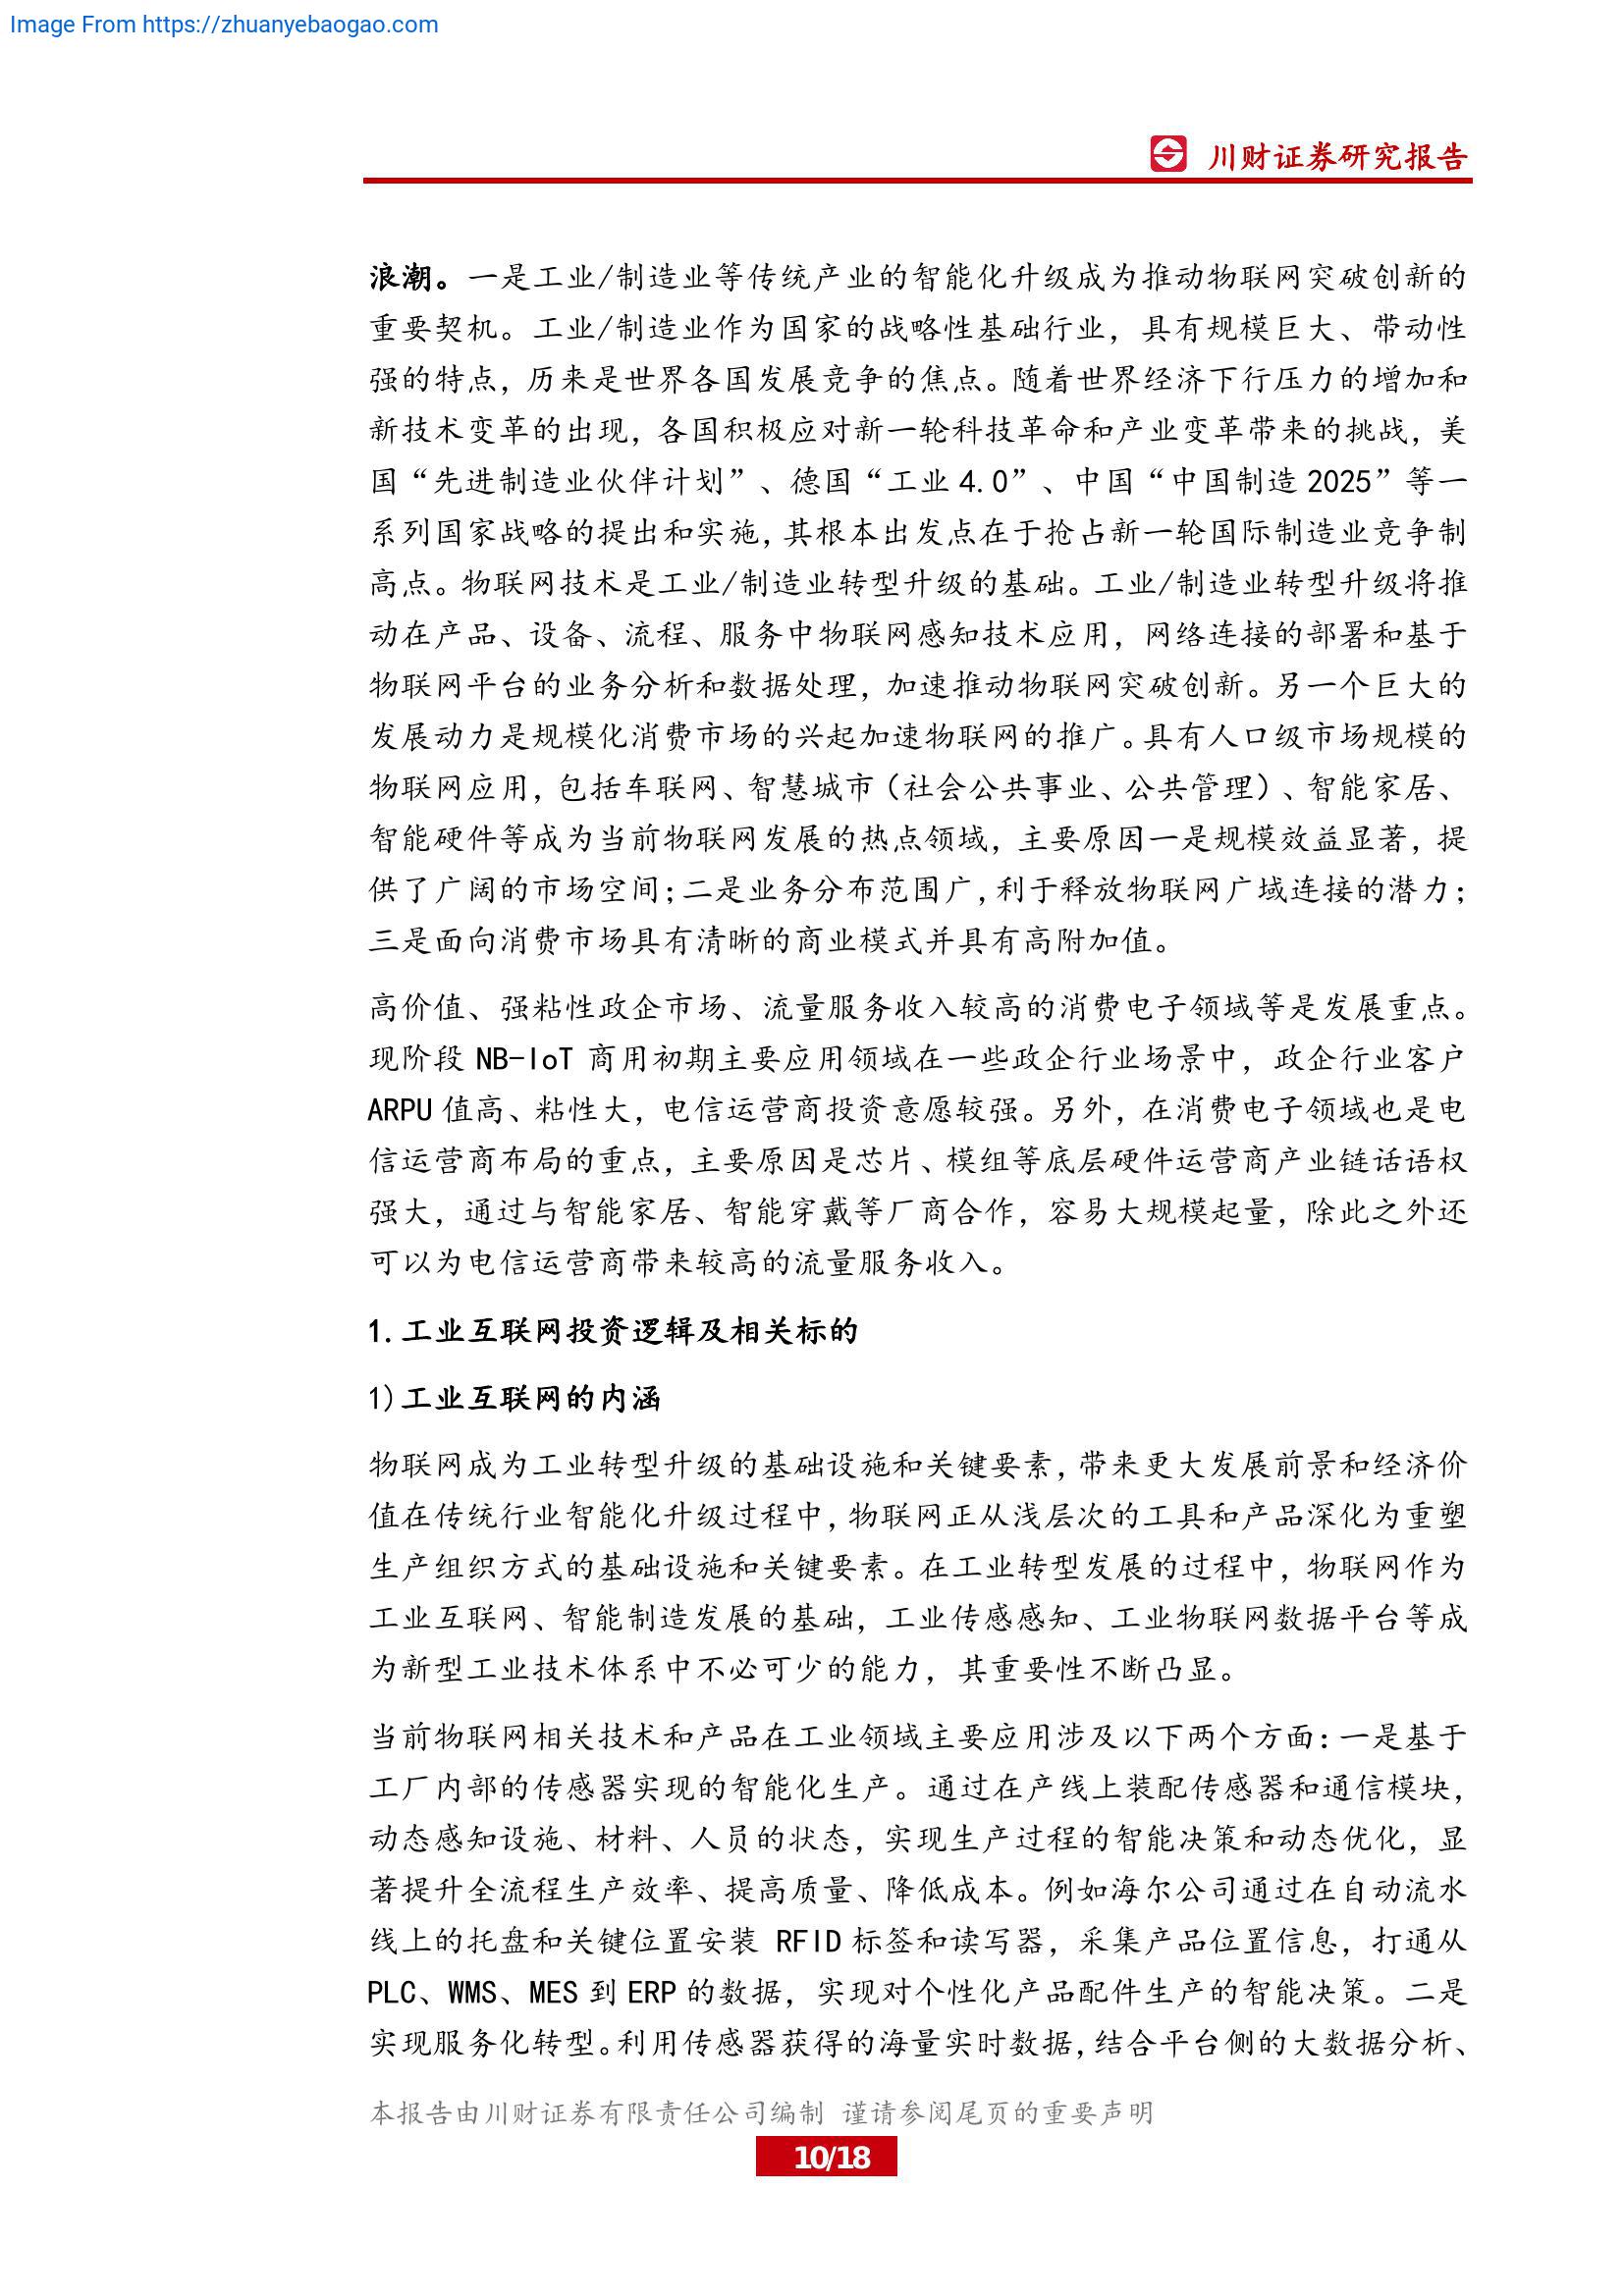 Image From https://zhuanyebaogao.com
川财证券研究报告
浪潮。一是工业/制造业等传统产业的智能化升级成为推动物联网突破创新的
重要契机。工业/制造业作为国家的战略性基础行业，具有规模巨大、带动性
强的特点，历来是世界各国发展竞争的焦点。随着世界经济下行压力的增加和
新技术变革的出现，各国积极应对新一轮科技革命和产业变革带来的挑战，美
国“先进制造业伙伴计划”、德国“工业 4.0”、中国“中国制造 2025”等一
系列国家战略的提出和实施，其根本出发点在于抢占新一轮国际制造业竞争制
高点。物联网技术是工业/制造业转型升级的基础。工业/制造业转型升级将推
动在产品、设备、流程、服务中物联网感知技术应用，网络连接的部署和基于
物联网平台的业务分析和数据处理，加速推动物联网突破创新。另一个巨大的
发展动力是规模化消费市场的兴起加速物联网的推广。具有人口级市场规模的
物联网应用，包括车联网、智慧城市（社会公共事业、公共管理）、智能家居、
智能硬件等成为当前物联网发展的热点领域，主要原因一是规模效益显著，提
供了广阔的市场空间；二是业务分布范围广，利于释放物联网广域连接的潜力；
三是面向消费市场具有清晰的商业模式并具有高附加值。
高价值、强粘性政企市场、流量服务收入较高的消费电子领域等是发展重点。
现阶段 NB-IoT 商用初期主要应用领域在一些政企行业场景中，政企行业客户
ARPU 值高、粘性大，电信运营商投资意愿较强。另外，在消费电子领域也是电
信运营商布局的重点，主要原因是芯片、模组等底层硬件运营商产业链话语权
强大，通过与智能家居、智能穿戴等厂商合作，容易大规模起量，除此之外还
可以为电信运营商带来较高的流量服务收入。
1.工业互联网投资逻辑及相关标的
1)工业互联网的内涵
物联网成为工业转型升级的基础设施和关键要素，带来更大发展前景和经济价
值在传统行业智能化升级过程中，物联网正从浅层次的工具和产品深化为重塑
生产组织方式的基础设施和关键要素。在工业转型发展的过程中，物联网作为
工业互联网、智能制造发展的基础，工业传感感知、工业物联网数据平台等成
为新型工业技术体系中不必可少的能力，其重要性不断凸显。
当前物联网相关技术和产品在工业领域主要应用涉及以下两个方面：一是基于
工厂内部的传感器实现的智能化生产。通过在产线上装配传感器和通信模块，
动态感知设施、材料、人员的状态，实现生产过程的智能决策和动态优化，显
著提升全流程生产效率、提高质量、降低成本。例如海尔公司通过在自动流水
线上的托盘和关键位置安装 RFID 标签和读写器，采集产品位置信息，打通从
PLC、WMS、MES 到 ERP 的数据，实现对个性化产品配件生产的智能决策。二是
实现服务化转型。利用传感器获得的海量实时数据，结合平台侧的大数据分析、
本报告由川财证券有限责任公司编制 谨请参阅尾页的重要声明
10/18